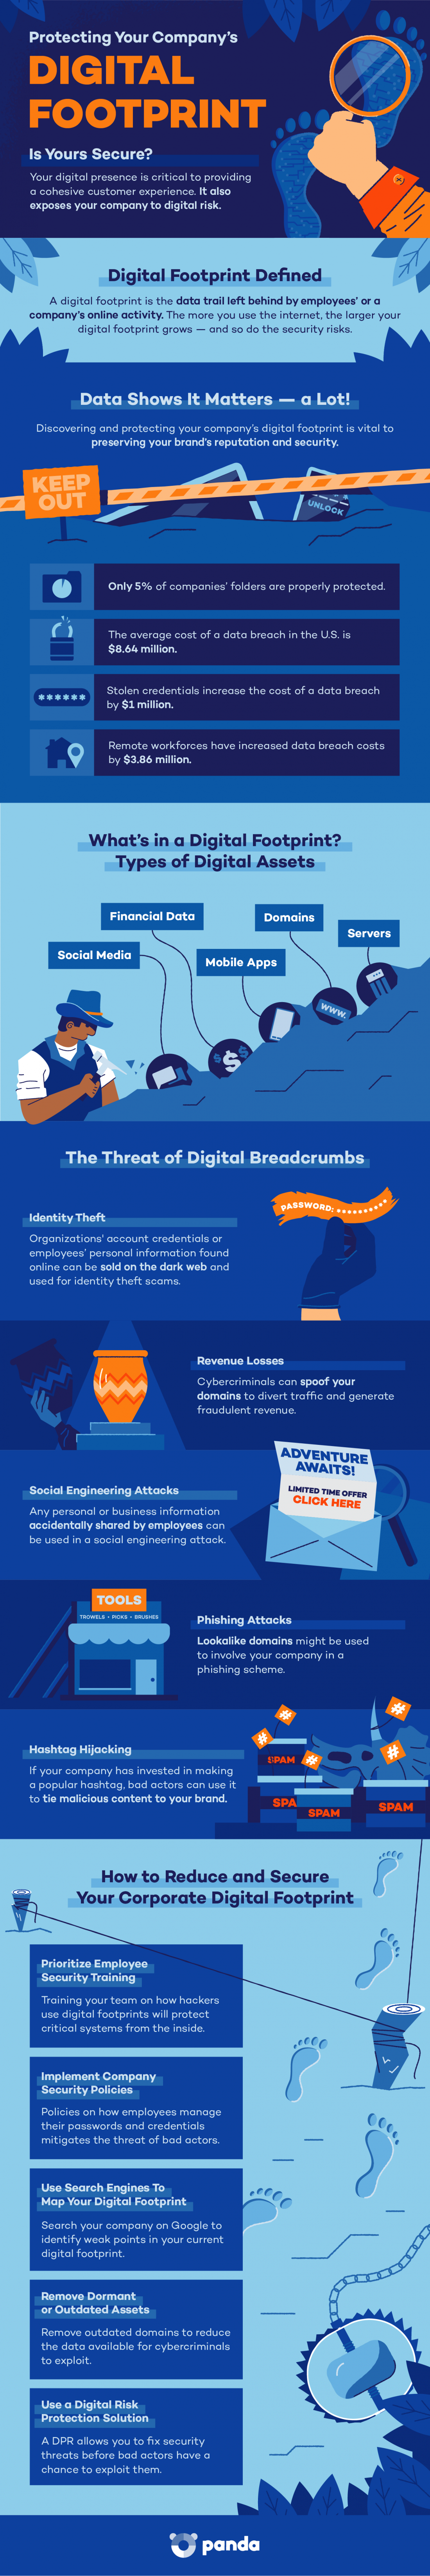 Protecting Your Company's
DIGITAL
FOOTPRINT
Is Yours Secure?
Your digital presence is critical to providing
a cohesive customer experience. It also
exposes your company to digital risk.
Digital Footprint Defined
A digital footprint is the data trail left behind by employees' or a
company's online activity. The more you use the internet, the larger your
digital footprint grows — and so do the security risks.
Data Shows It Matters — a Lot!
Discovering and protecting your company's digital footprint is vital to
preserving your brand's reputation and security.
KEEP
OUT
UNLOCK
Only 5% of companies' folders are properly protected.
The average cost of a data breach in the U.S. is
$8.64 million.
******
Stolen credentials increase the cost of a data breach
by $1 million.
Remote workforces have increased data breach costs
by $3.86 million.
What's in a Digital Footprint?
Types of Digital Assets
Financial Data
Domains
Servers
Social Media
Mobile Apps
WWW.
$$$
The Threat of Digital Breadcrumbs
PASSWORD: ••••••••••
Identity Theft
Organizations' account credentials or
employees' personal information found
online can be sold on the dark web and
used for identity theft scams.
Revenue Losses
Cybercriminals can spoof your
domains to divert traffic and generate
fraudulent revenue.
ADVENTURE
AWAITS!
LIMITED TIME OFFER
CLICK HERE
Social Engineering Attacks
Any personal or business information
accidentally shared by employees can
be used in a social engineering attack.
TOOLS
TROWELS • PICKS • BRUSHES
Phishing Attacks
Lookalike domains might be used
to involve your company in a
phishing scheme.
# # # # #
Hashtag Hijacking
If your company has invested in making
a popular hashtag, bad actors can use it
to tie malicious content to your brand.
SPAM
SPA
SPAM
SPAM
How to Reduce and Secure
Your Corporate Digital Footprint
Prioritize Employee
Security Training
Training your team on how hackers
use digital footprints will protect
critical systems from the inside.
Implement Company
Security Policies
Policies on how employees manage
their passwords and credentials
mitigates the threat of bad actors.
Use Search Engines To
Map Your Digital Footprint
Search your company on Google to
identify weak points in your current
digital footprint.
Remove Dormant
or Outdated Assets
Remove outdated domains to reduce
the data available for cybercriminals
to exploit.
Use a Digital Risk
Protection Solution
A DPR allows you to fix security
threats before bad actors have a
chance to exploit them.
panda